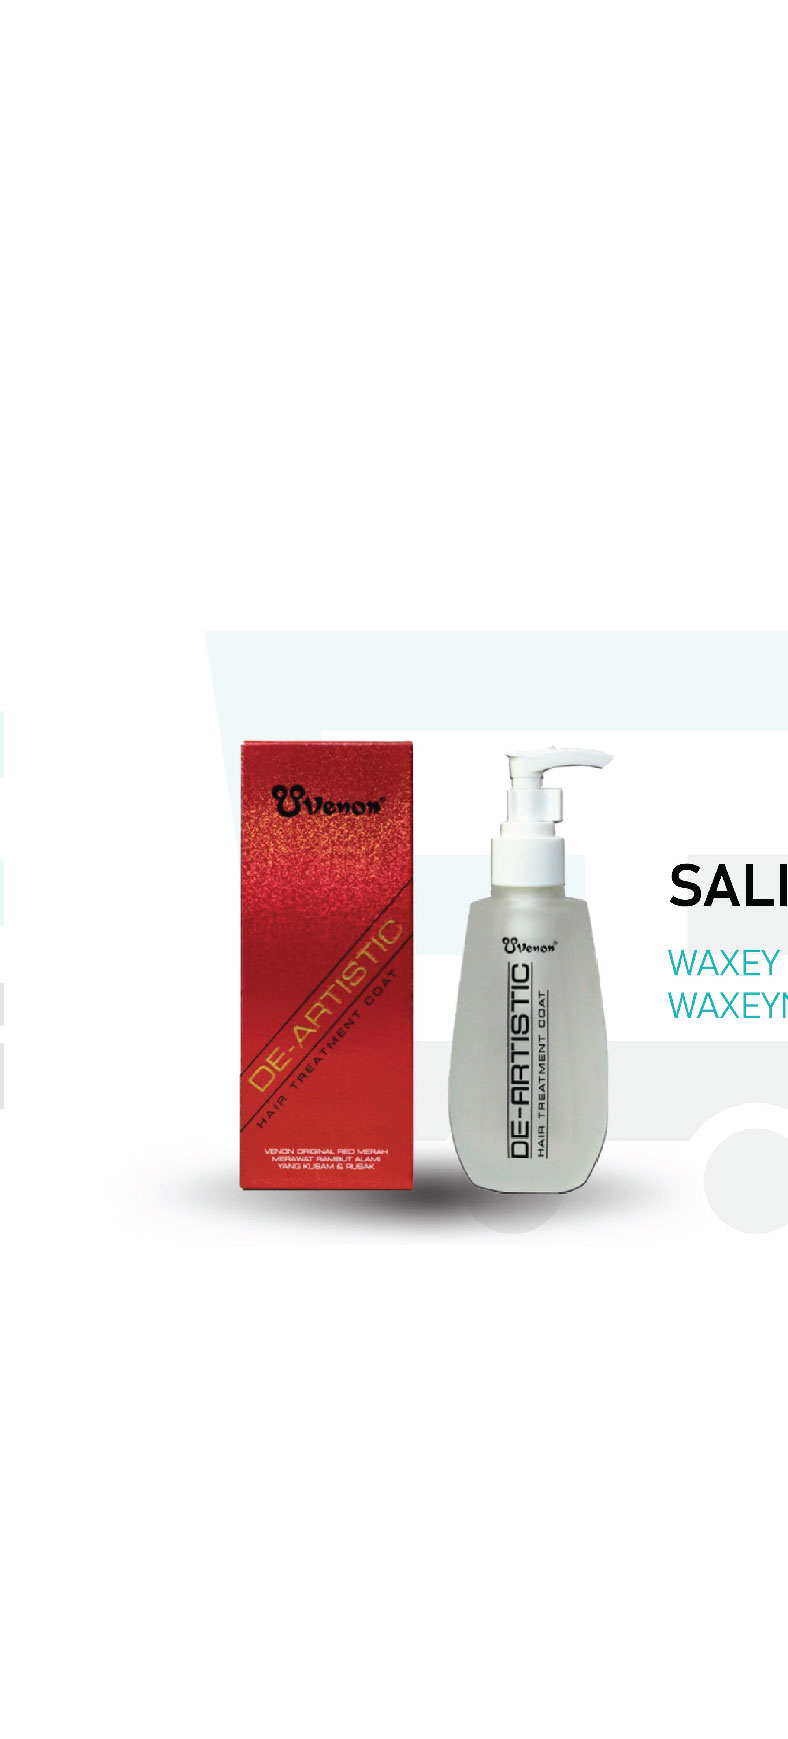 Venon®
DE-ARTISTIC
HAIR TREATMENT COAT
VENON ORIGINAL RED MERAH
MERAWAT RAMBUT ALAMI
YANG KUSAM & RUSAK
Venon®
DE-ARTISTIC
HAIR TREATMENT COAT
SALI
WAXEY
WAXEYN